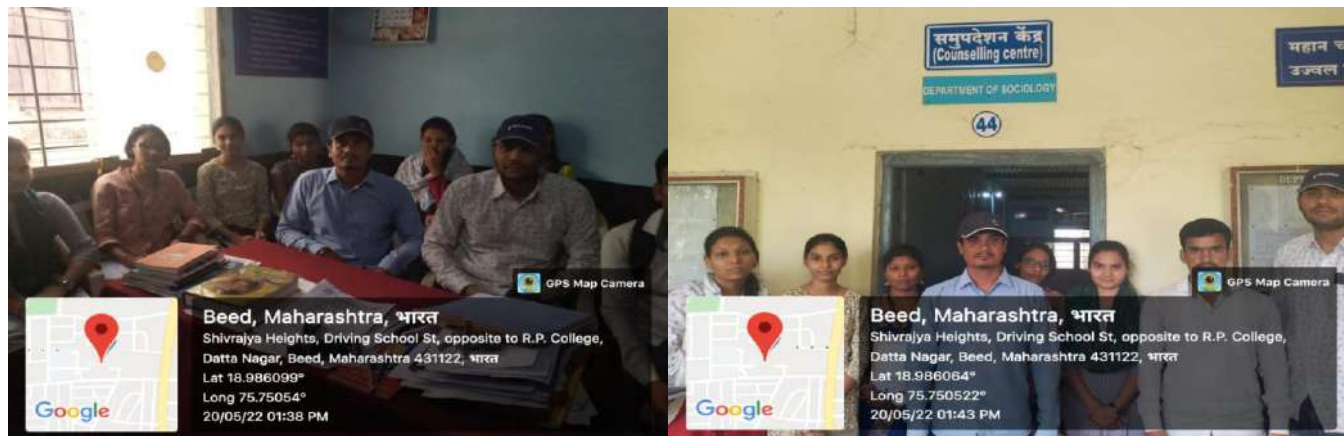 GPS Map Camera
Beed, Maharashtra, भारत
Shivrajya Heights, Driving School St, opposite to R.P. College,
Datta Nagar, Beed, Maharashtra 431122, भारत
Lat 18.986099°
Long 75.75054°
20/05/22 01:38 PM
Google
समुपदेशन केंद्र
(Counselling centre)
DEPARTMENT OF SOCIOLOGY
44
महान
उज्वल
GPS Map Camera
Beed, Maharashtra, भारत
Shivrajya Heights, Driving School St, opposite to R.P. College,
Datta Nagar, Beed, Maharashtra 431122, भारत
Lat 18.986064°
Long 75.750522°
20/05/22 01:43 PM
Google